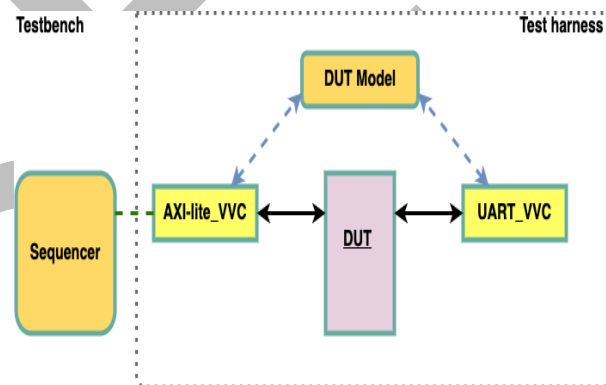 Testbench
Test harness
DUT Model
AXI-lite_VVC
UART_VVC
DUT
Sequencer